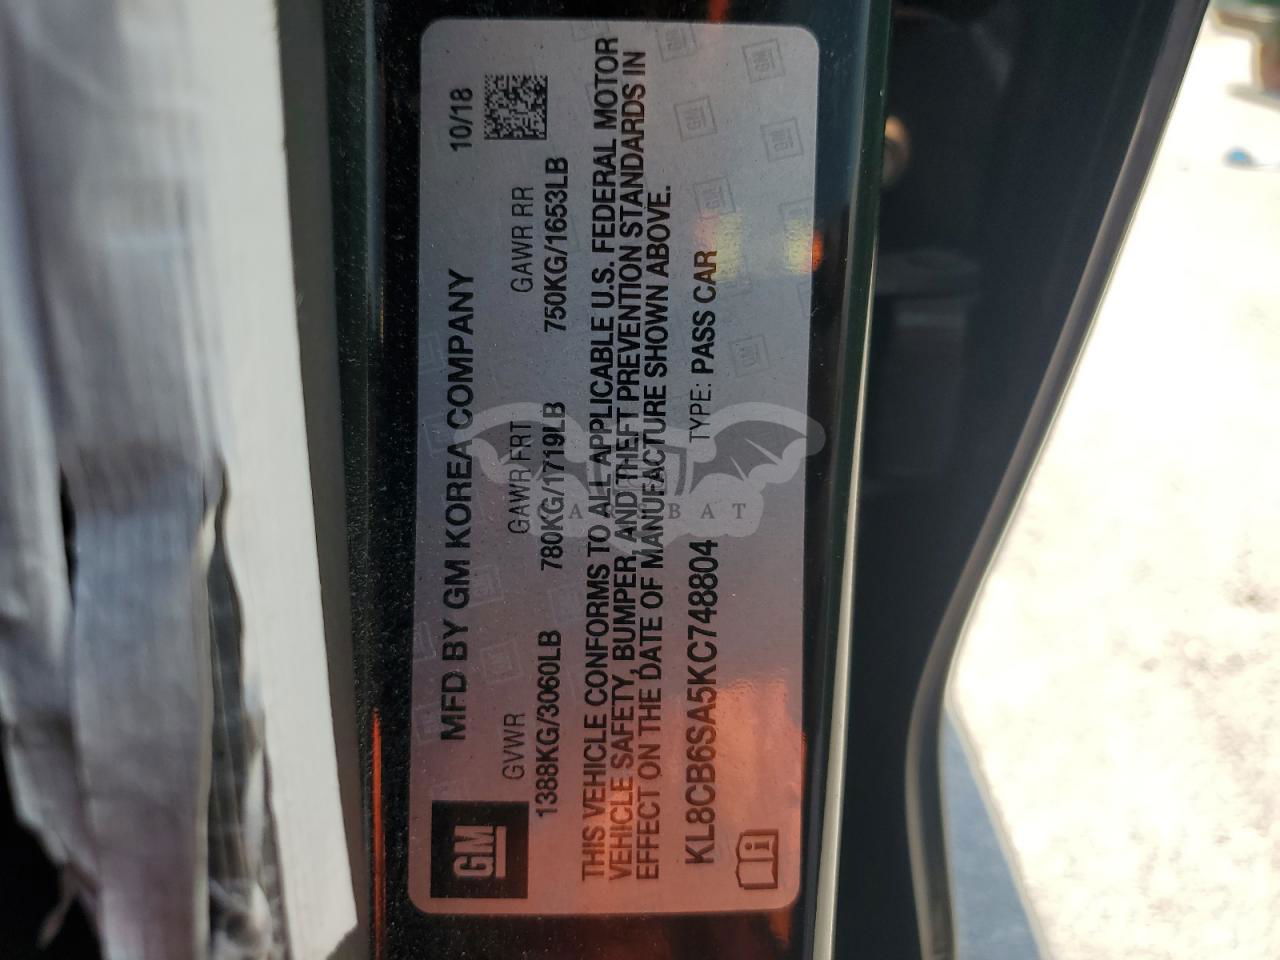 GM
MFD BY GM KOREA COMPANY 10/18
GVWR GAWR FRT GAWR RR
1388KG/3060LB 780KG/1719LB 750KG/1653LB
THIS VEHICLE CONFORMS TO ALL APPLICABLE U.S. FEDERAL MOTOR
VEHICLE SAFETY, BUMPER, AND THEFT PREVENTION STANDARDS IN
EFFECT ON THE DATE OF MANUFACTURE SHOWN ABOVE.
KL8CB6SA5KC748804 TYPE: PASS CAR
CARSBAT